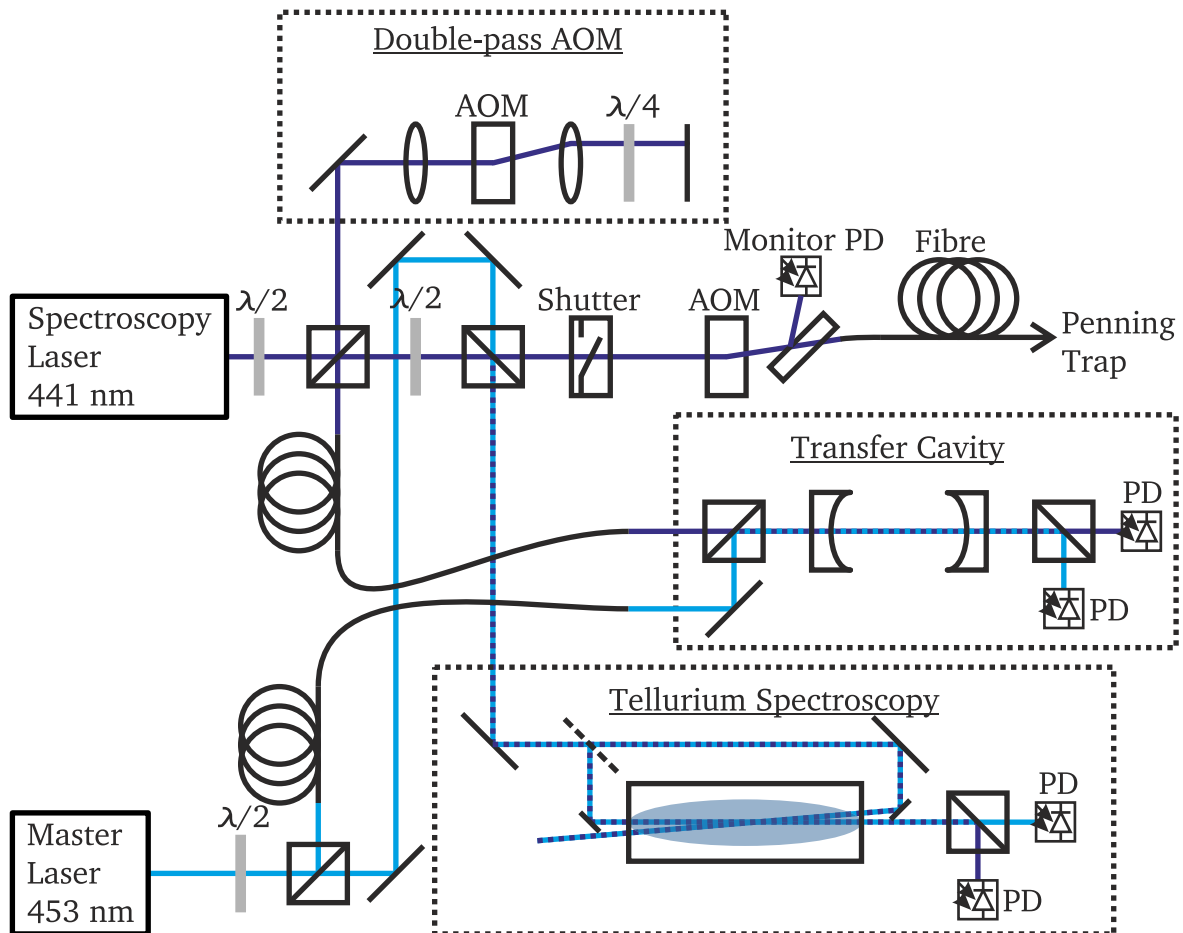 Double-pass AOM
AOM
λ/4
Monitor PD
Fibre
Spectroscopy
Laser
441 nm
λ/2
λ/2
Shutter
AOM
Penning
Trap
Transfer Cavity
PD
PD
Tellurium Spectroscopy
Master
Laser
453 nm
λ/2
PD
PD